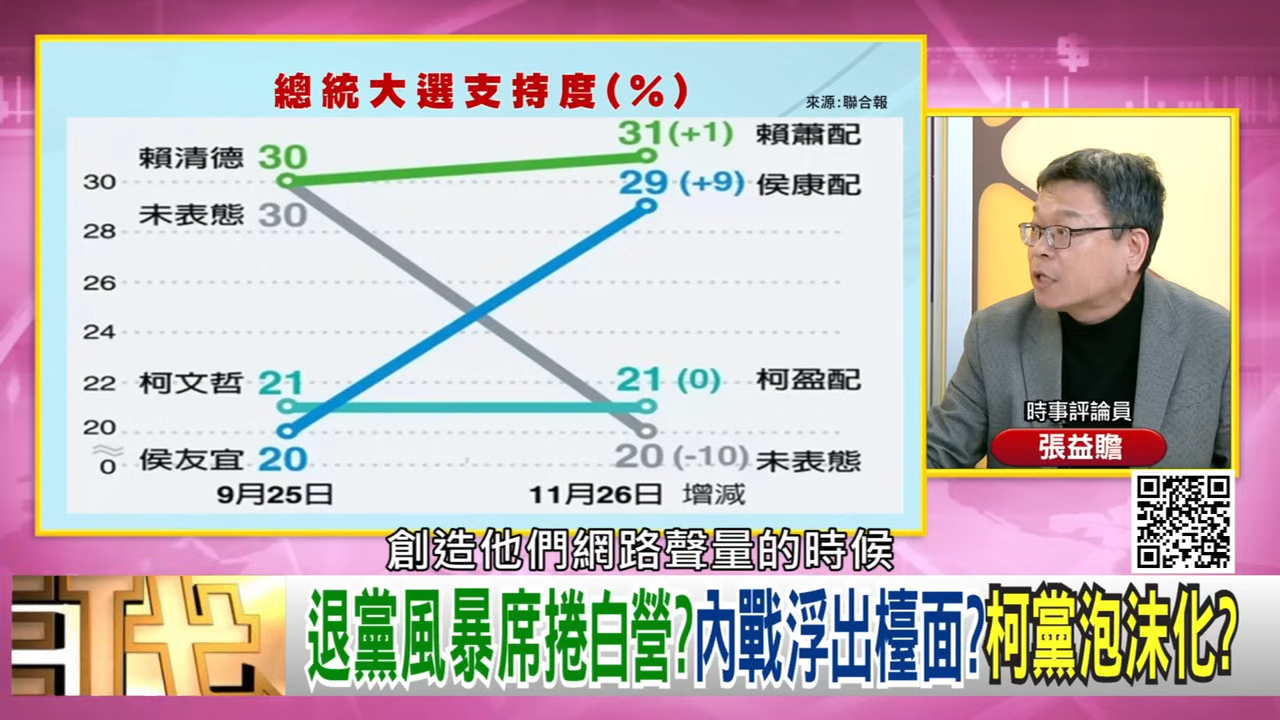 總統大選支持度(%)
來源:聯合報
賴清德 30
31(+1) 賴蕭配
30
29 (+9) 侯康配
未表態 30
28
26
24
22 柯文哲 21
21 (0) 柯盈配
20
0 侯友宜 20
20 (-10) 未表態
9月25日
11月26日 增減
時事評論員
張益贍
創造他們網路聲量的時候
退黨風暴席捲白營?內戰浮出檯面?柯黨泡沫化?